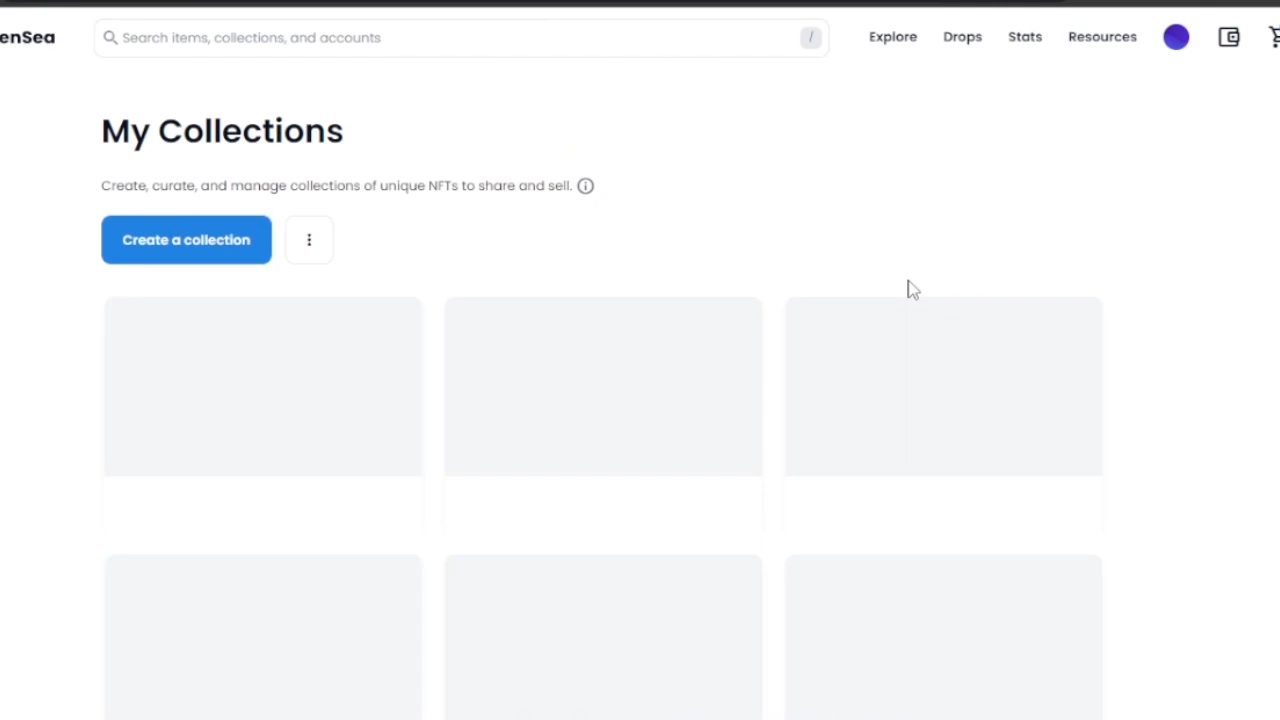 enSea
Search items, collections, and accounts
/
Explore
Drops
Stats
Resources
My Collections
Create, curate, and manage collections of unique NFTs to share and sell.
Create a collection